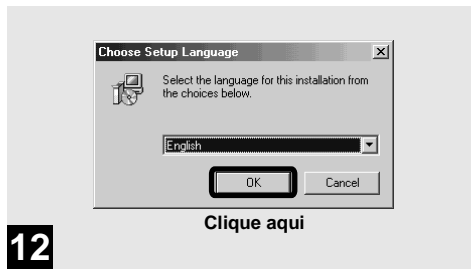 Choose Setup Language
Select the language for this installation from
the choices below.
English
OK Cancel
Clique aqui
12